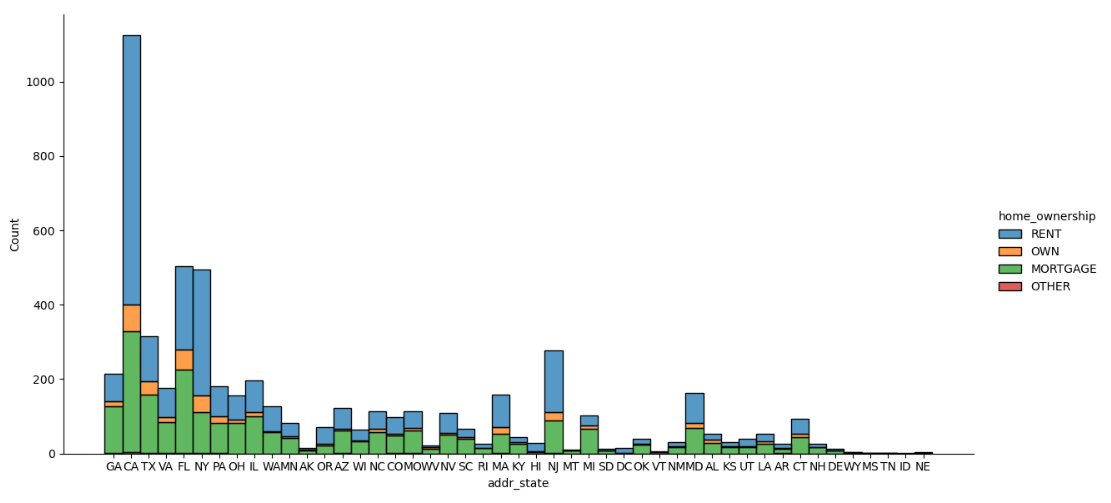 1000
800
600
400
200
0
Count
GA CA TX VA FL NY PA OH IL WA MN AK OR AZ WI NC CO MO WV NV SC RI MA KY HI NJ MT MI SD DC OK VT NM MD AL KS UT LA AR CT NH DE WY MS TN ID NE
addr_state
home_ownership
RENT
OWN
MORTGAGE
OTHER